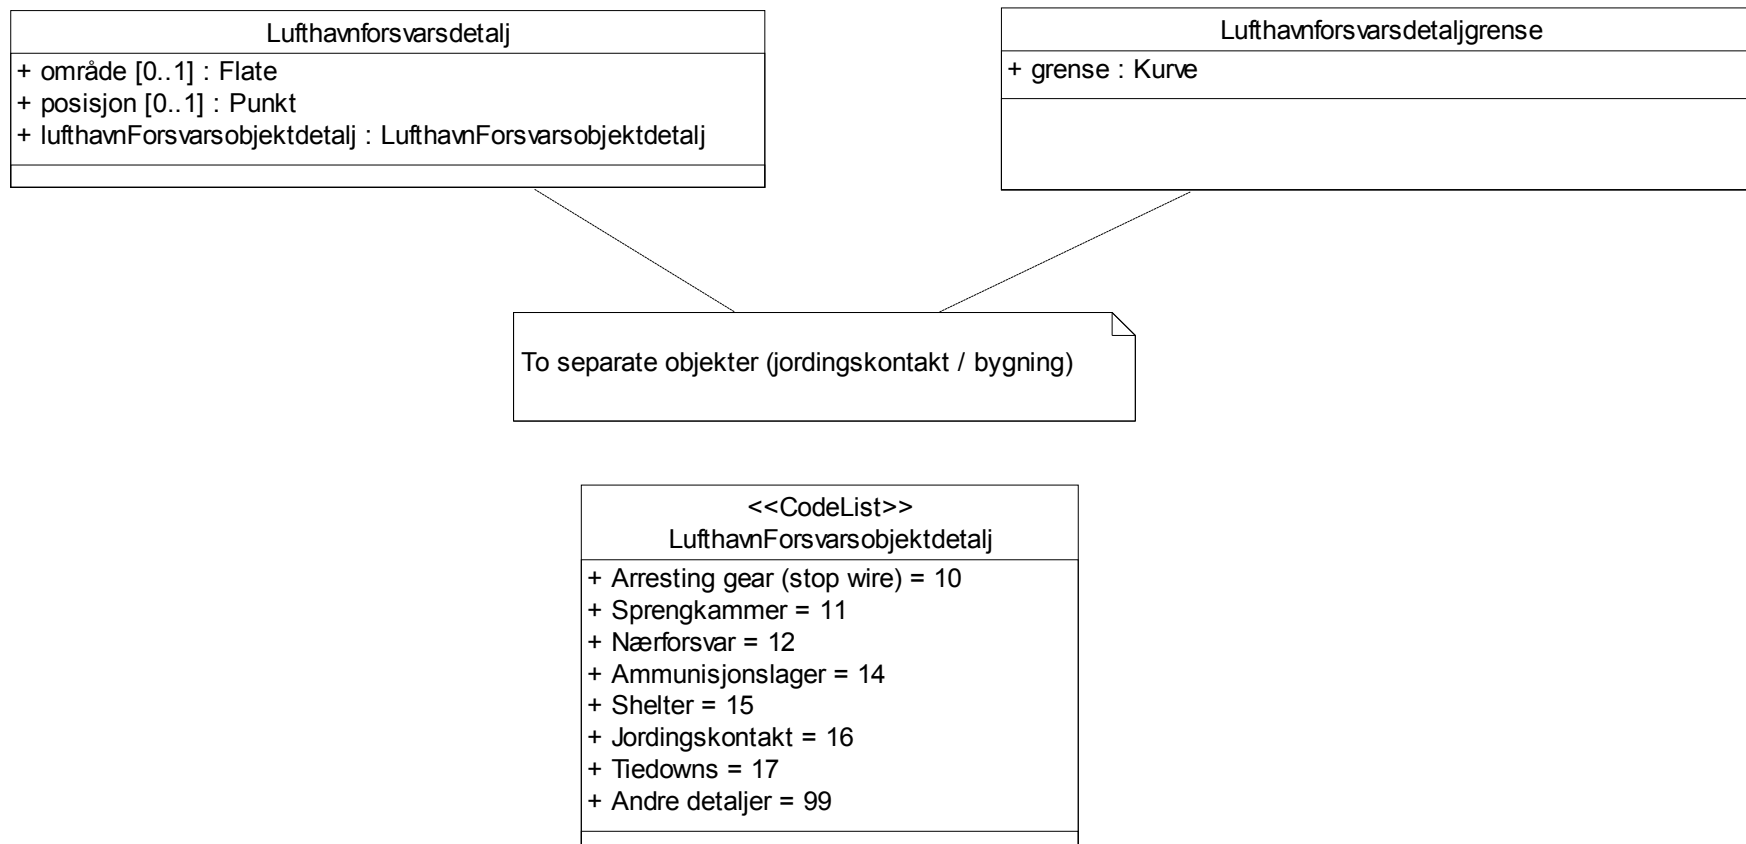 Lufthavnforsvarsdetalj
+ område [0..1] : Flate
+ posisjon [0..1] : Punkt
+ lufthavnForsvarsobjektdetalj : LufthavnForsvarsobjektdetalj
Lufthavnforsvarsdetaljgrense
+ grense : Kurve
To separate objekter (jordingskontakt / bygning)
<<CodeList>>
LufthavnForsvarsobjektdetalj
+ Arresting gear (stop wire) = 10
+ Sprengkammer = 11
+ Nærforsvar = 12
+ Ammunisjonslager = 14
+ Shelter = 15
+ Jordingskontakt = 16
+ Tiedowns = 17
+ Andre detaljer = 99